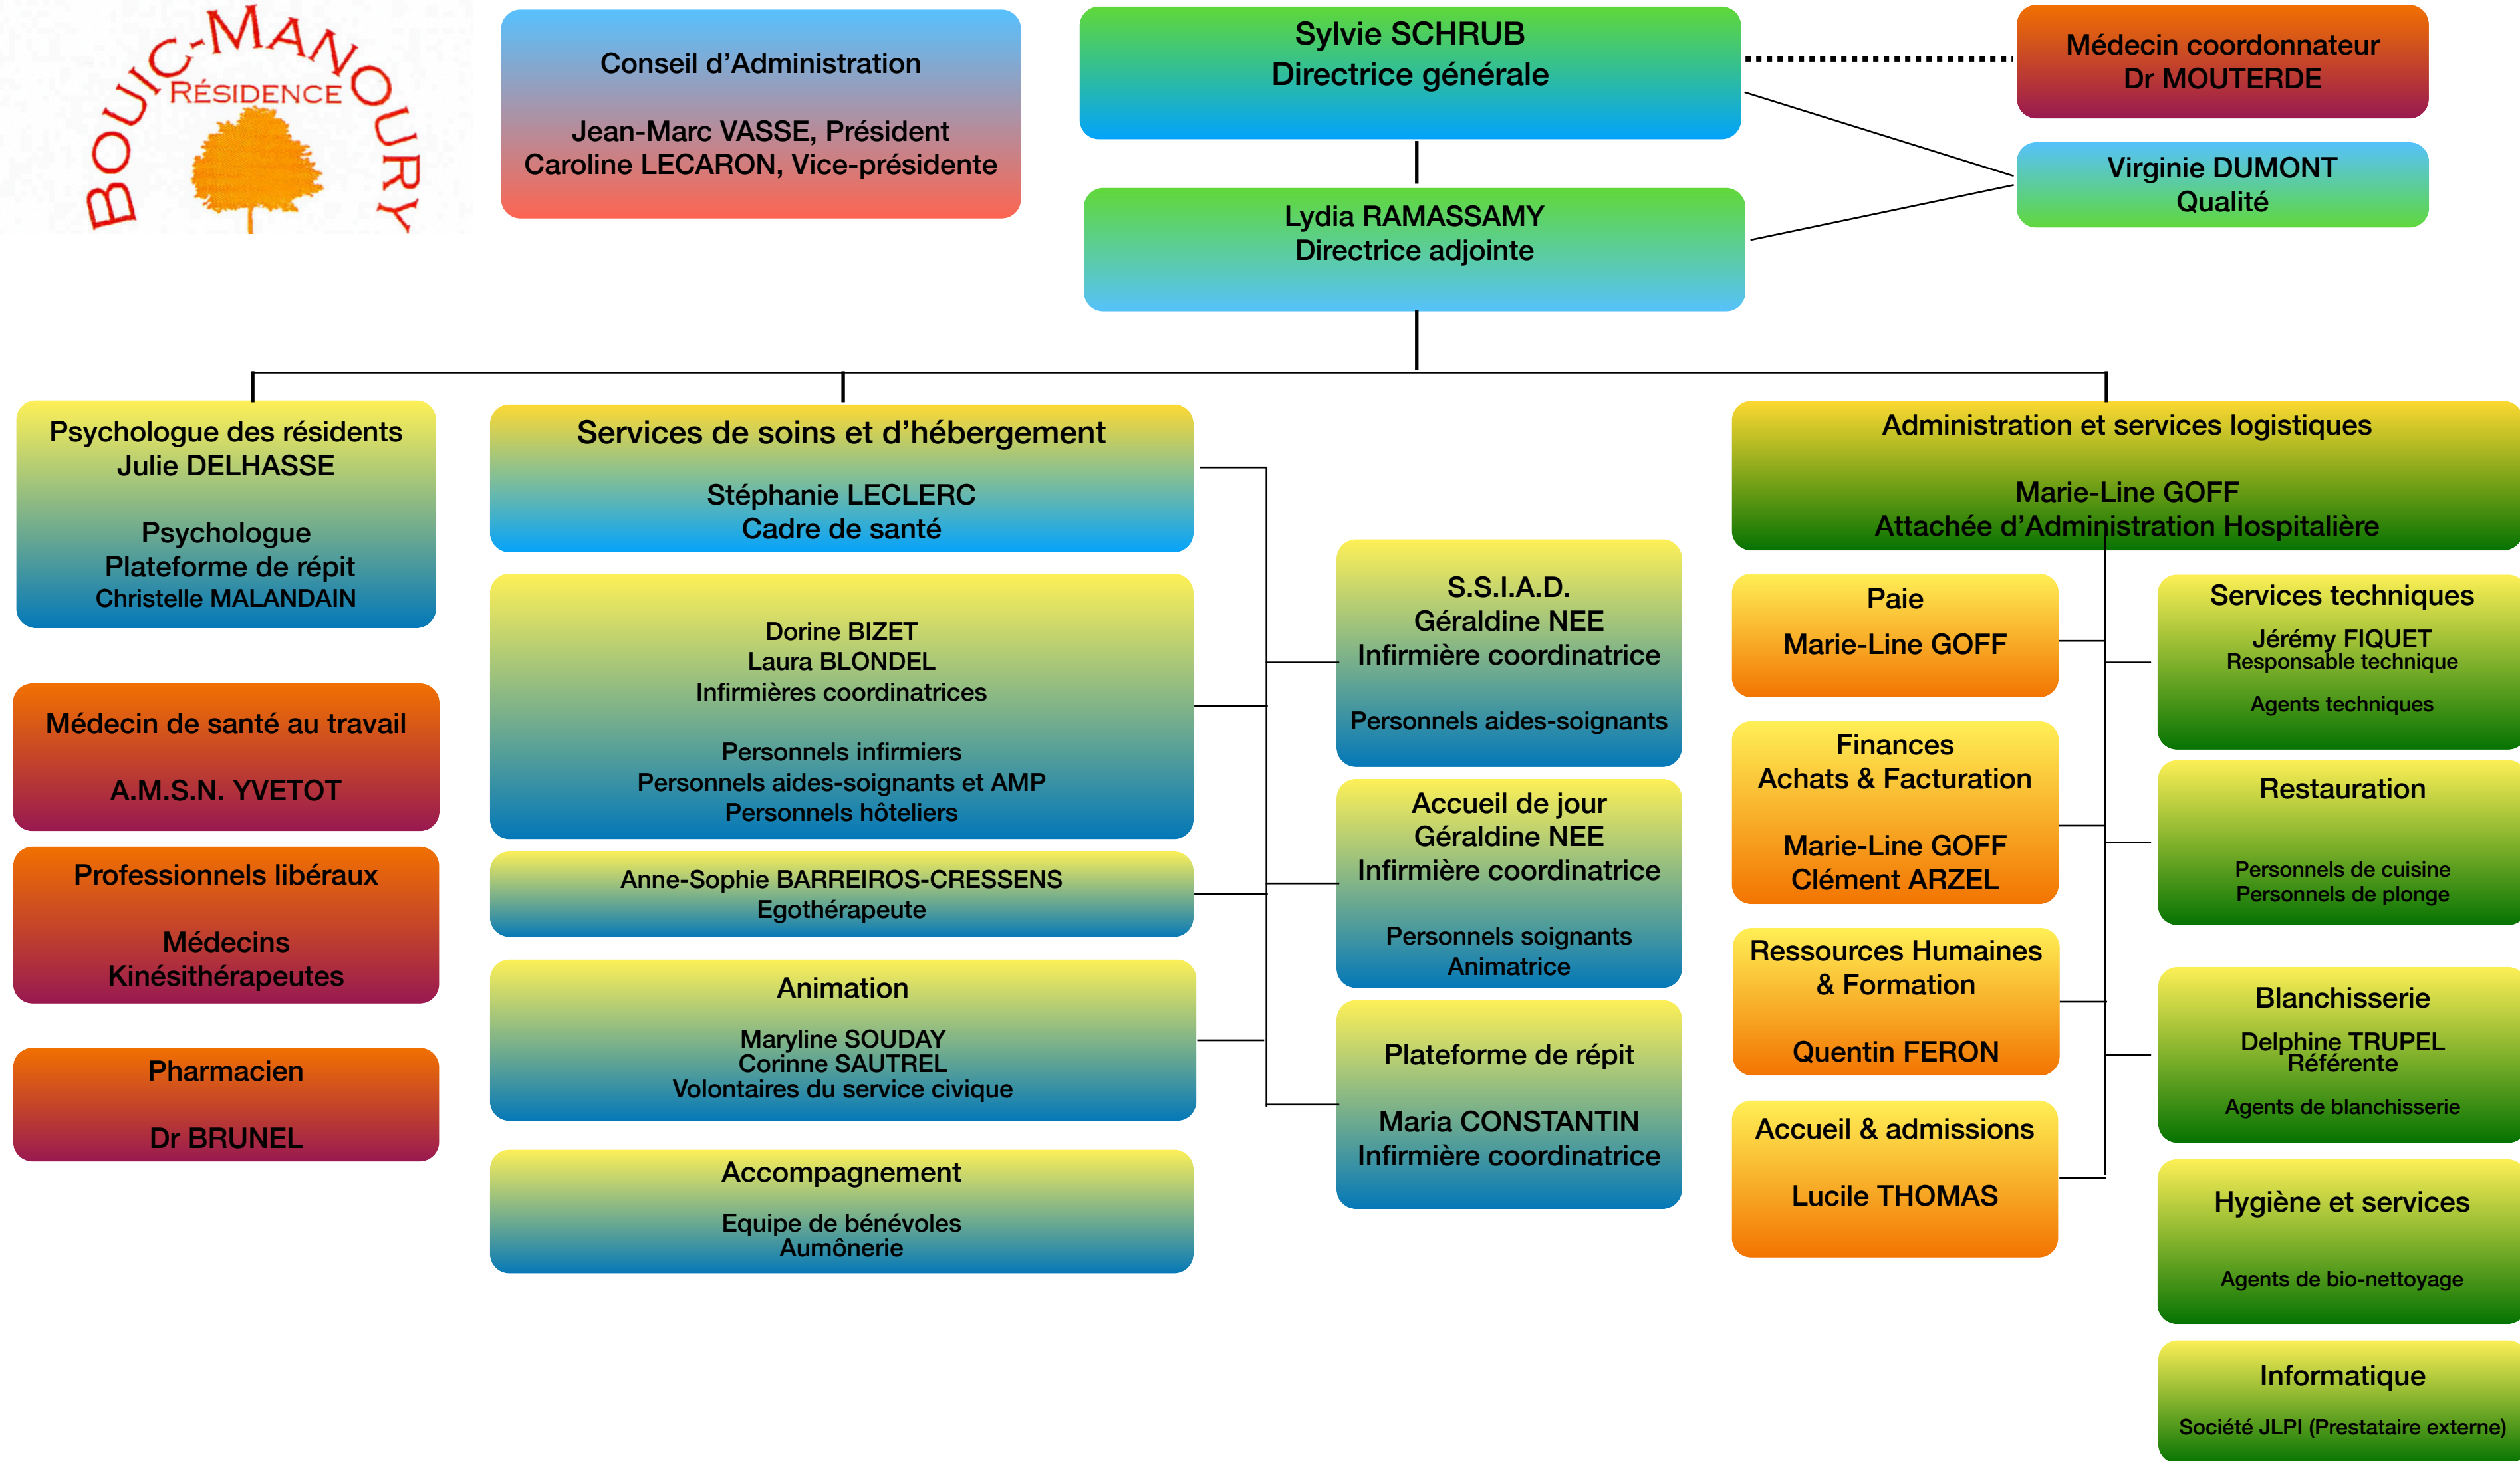 BOUIC-MANOURY
RÉSIDENCE
Conseil d’Administration
Jean-Marc VASSE, Président
Caroline LECARON, Vice-présidente
Sylvie SCHRUB
Directrice générale
Médecin coordonnateur
Dr MOUTERDE
Virginie DUMONT
Qualité
Lydia RAMASSAMY
Directrice adjointe
Psychologue des résidents
Julie DELHASSE
Psychologue
Plateforme de répit
Christelle MALANDAIN
Médecin de santé au travail
A.M.S.N. YVETOT
Professionnels libéraux
Médecins
Kinésithérapeutes
Pharmacien
Dr BRUNEL
Services de soins et d’hébergement
Stéphanie LECLERC
Cadre de santé
Dorine BIZET
Laura BLONDEL
Infirmières coordinatrices
Personnels infirmiers
Personnels aides-soignants et AMP
Personnels hôteliers
Anne-Sophie BARREIROS-CRESSENS
Egothérapeute
Animation
Maryline SOUDAY
Corinne SAUTREL
Volontaires du service civique
Accompagnement
Equipe de bénévoles
Aumônerie
S.S.I.A.D.
Géraldine NEE
Infirmière coordinatrice
Personnels aides-soignants
Accueil de jour
Géraldine NEE
Infirmière coordinatrice
Personnels soignants
Animatrice
Plateforme de répit
Maria CONSTANTIN
Infirmière coordinatrice
Administration et services logistiques
Marie-Line GOFF
Attachée d’Administration Hospitalière
Paie
Marie-Line GOFF
Finances
Achats & Facturation
Marie-Line GOFF
Clément ARZEL
Ressources Humaines
& Formation
Quentin FERON
Accueil & admissions
Lucile THOMAS
Services techniques
Jérémy FIQUET
Responsable technique
Agents techniques
Restauration
Personnels de cuisine
Personnels de plonge
Blanchisserie
Delphine TRUPEL
Référente
Agents de blanchisserie
Hygiène et services
Agents de bio-nettoyage
Informatique
Société JLPI (Prestataire externe)